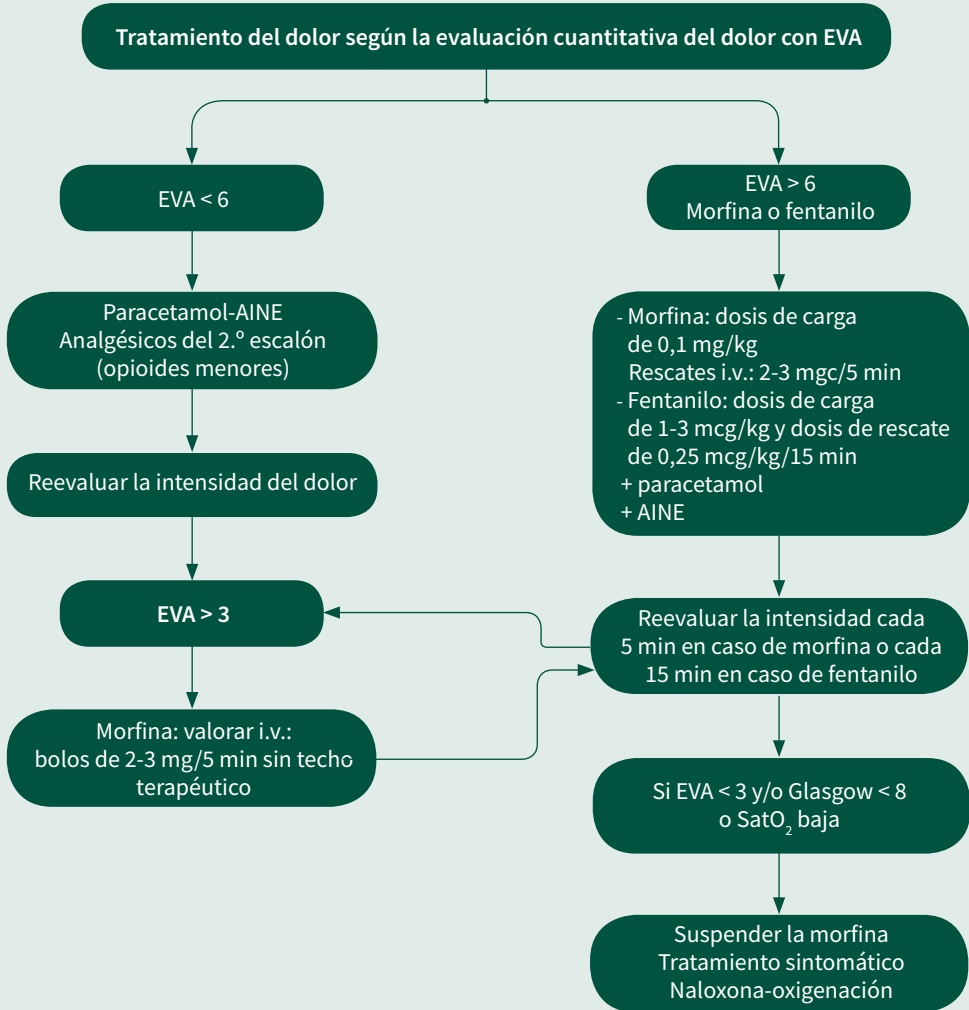 Tratamiento del dolor según la evaluación cuantitativa del dolor con EVA
EVA < 6
EVA > 6
Morfina o fentanilo
Paracetamol-AINE
Analgésicos del 2.º escalón
(opioides menores)
- Morfina: dosis de carga
de 0,1 mg/kg
Rescates i.v.: 2-3 mgc/5 min
- Fentanilo: dosis de carga
de 1-3 mcg/kg y dosis de rescate
de 0,25 mcg/kg/15 min
+ paracetamol
+ AINE
Reevaluar la intensidad del dolor
EVA > 3
Reevaluar la intensidad cada
5 min en caso de morfina o cada
15 min en caso de fentanilo
Morfina: valorar i.v.:
bolos de 2-3 mg/5 min sin techo
terapéutico
Si EVA < 3 y/o Glasgow < 8
o SatO₂ baja
Suspender la morfina
Tratamiento sintomático
Naloxona-oxigenación